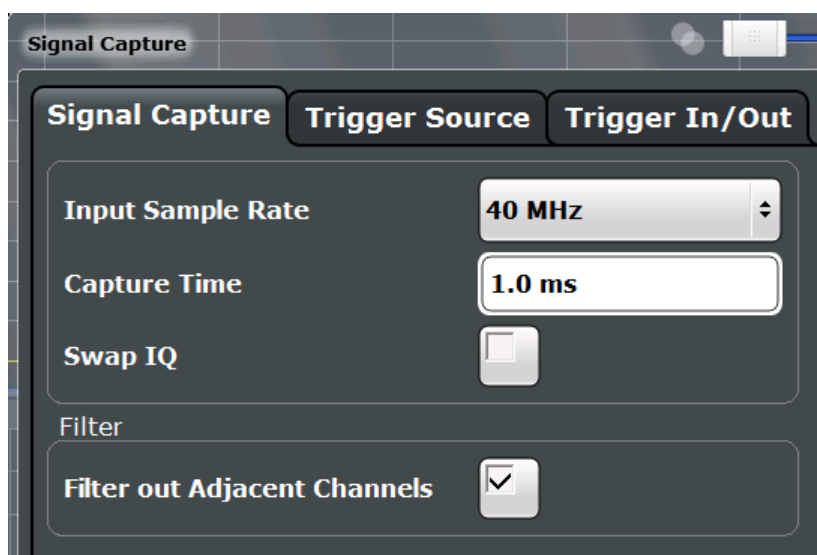 Signal Capture
Signal Capture Trigger Source Trigger In/Out
Input Sample Rate 40 MHz
Capture Time 1.0 ms
Swap IQ
Filter
Filter out Adjacent Channels